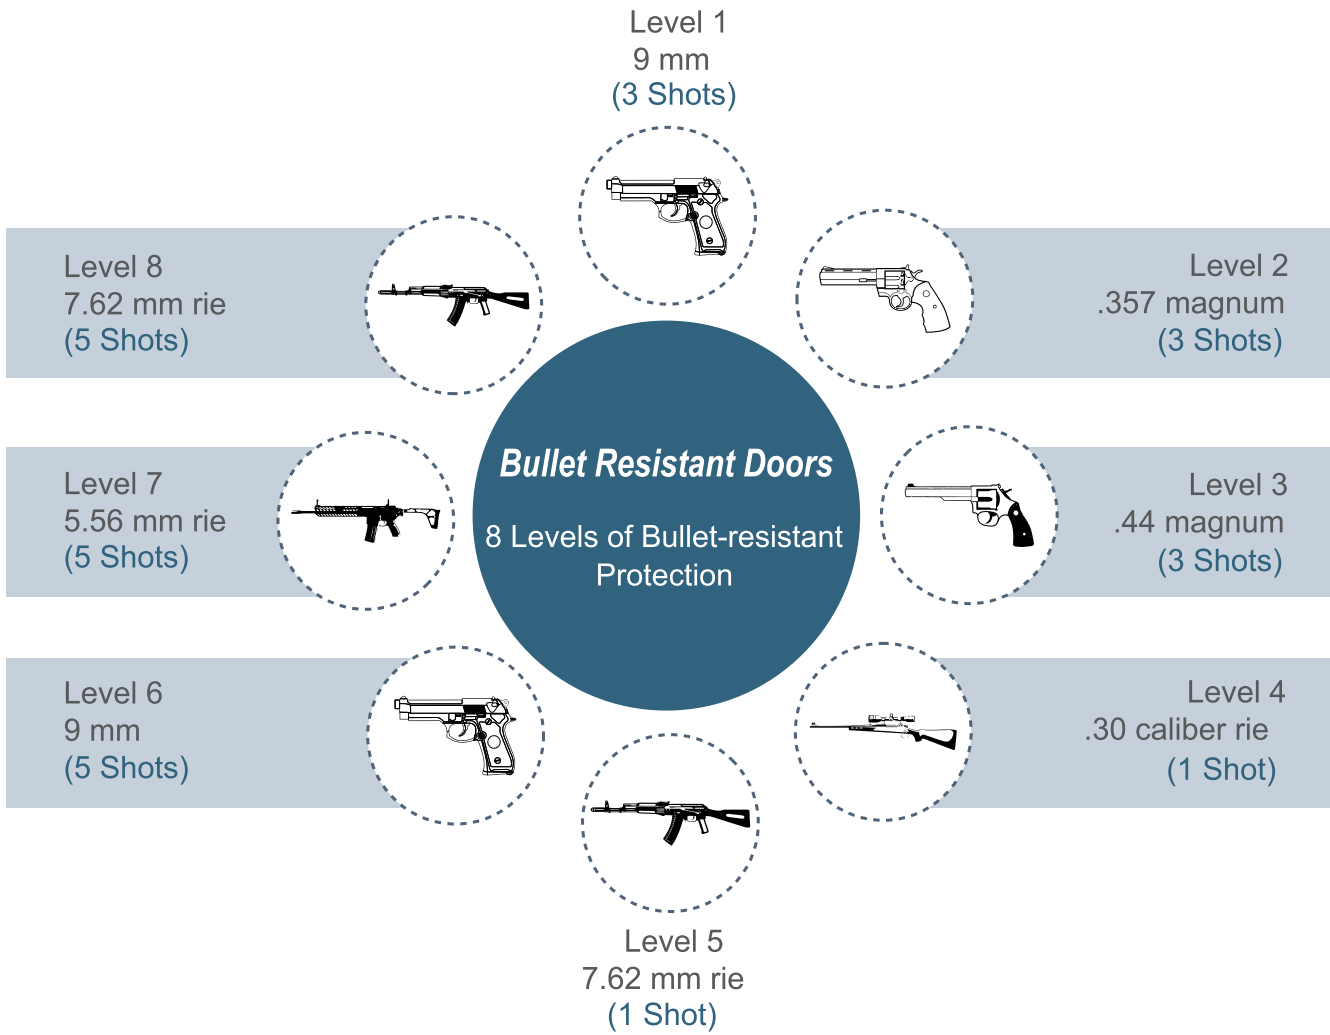 Level 1
9 mm
(3 Shots)
Level 8
7.62 mm rie
(5 Shots)
Level 2
.357 magnum
(3 Shots)
Bullet Resistant Doors
8 Levels of Bullet-resistant
Protection
Level 7
5.56 mm rie
(5 Shots)
Level 3
.44 magnum
(3 Shots)
Level 6
9 mm
(5 Shots)
Level 4
.30 caliber rie
(1 Shot)
Level 5
7.62 mm rie
(1 Shot)